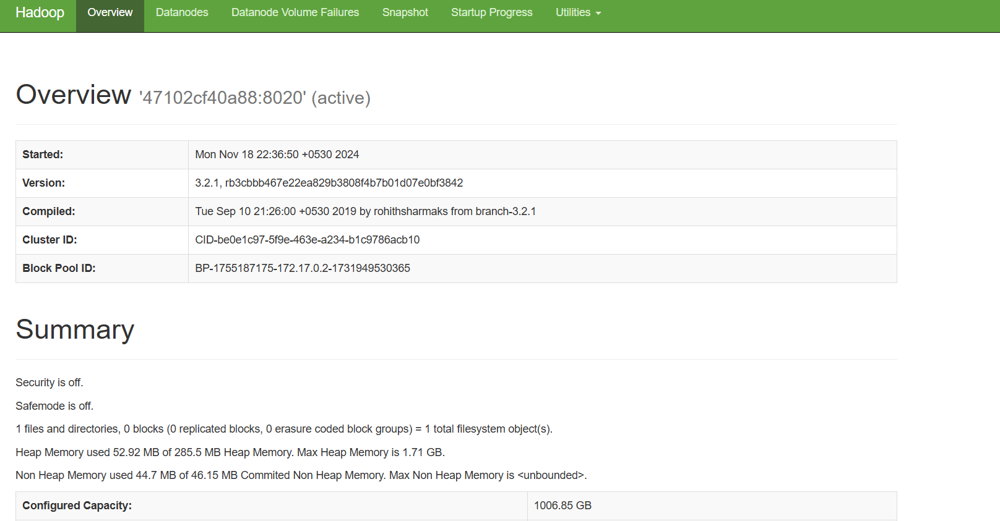 Hadoop Overview Datanodes Datanode Volume Failures Snapshot Startup Progress Utilities
Overview '47102cf40a88:8020' (active)
Started: Mon Nov 18 22:36:50 +0530 2024
Version: 3.2.1, rb3cbbb467e22ea829b3808f4b7b01d07e0bf3842
Compiled: Tue Sep 10 21:26:00 +0530 2019 by rohithsharmaks from branch-3.2.1
Cluster ID: CID-be0e1c97-5f9e-463e-a234-b1c9786acb10
Block Pool ID: BP-1755187175-172.17.0.2-1731949530365
Summary
Security is off.
Safemode is off.
1 files and directories, 0 blocks (0 replicated blocks, 0 erasure coded block groups) = 1 total filesystem object(s).
Heap Memory used 52.92 MB of 285.5 MB Heap Memory. Max Heap Memory is 1.71 GB.
Non Heap Memory used 44.7 MB of 46.15 MB Commited Non Heap Memory. Max Non Heap Memory is <unbounded>.
Configured Capacity: 1006.85 GB